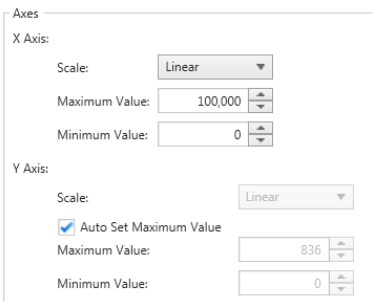 Axes
X Axis:
Scale: Linear
Maximum Value: 100,000
Minimum Value: 0
Y Axis:
Scale: Linear
Auto Set Maximum Value
Maximum Value: 836
Minimum Value: 0